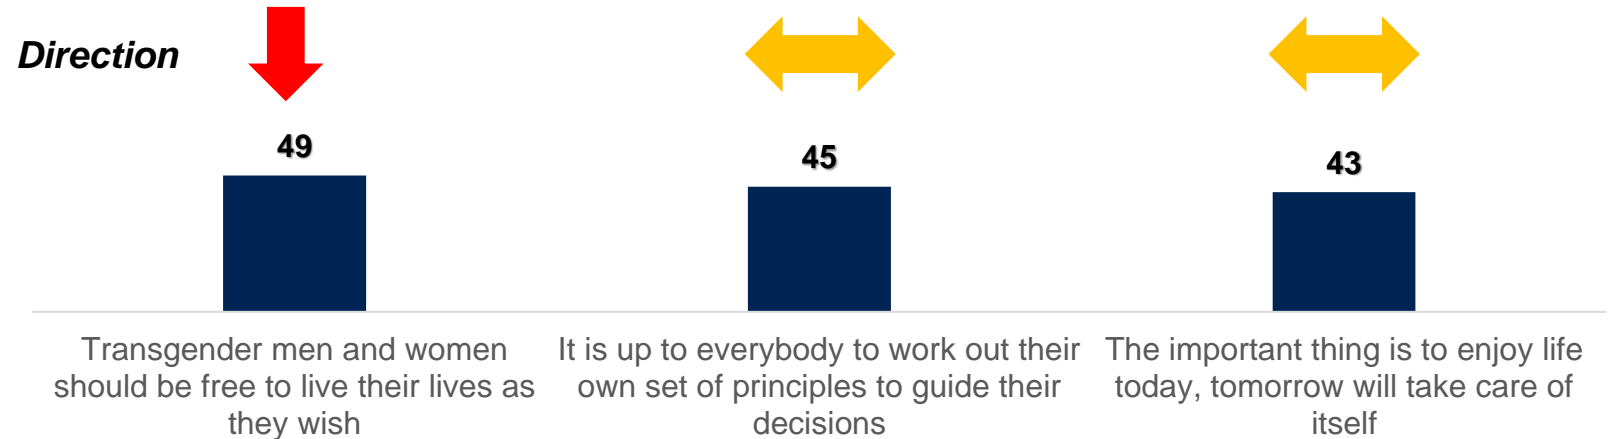 Direction
49
45
43
Transgender men and women
should be free to live their lives as
they wish
It is up to everybody to work out their
own set of principles to guide their
decisions
The important thing is to enjoy life
today, tomorrow will take care of
itself